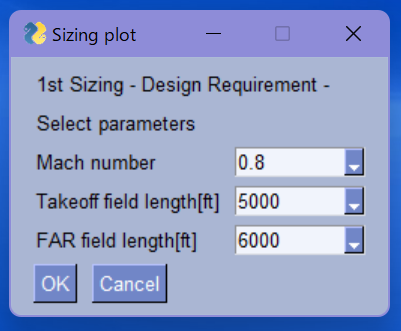 Sizing plot
1st Sizing - Design Requirement -
Select parameters
Mach number 0.8
Takeoff field length[ft] 5000
FAR field length[ft] 6000
OK Cancel